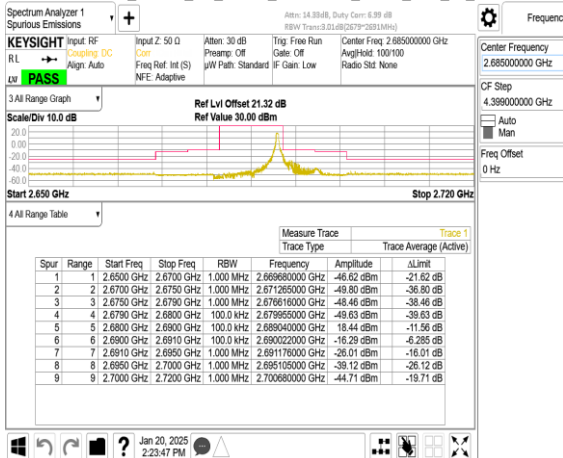 Spectrum Analyzer 1
Spurious Emissions
Attn: 14.33dB, Duty Corr: 6.99 dB
RBW Trans:3.01dB(2679~2691MHz)
Frequenc
KEYSIGHT
RL
LXI PASS
Input: RF
Coupling: DC
Align: Auto
Input Z: 50 Ω
Corr
Freq Ref: Int (S)
NFE: Adaptive
Atten: 30 dB
Preamp: Off
µW Path: Standard
Trig: Free Run
Gate: Off
IF Gain: Low
Center Freq: 2.685000000 GHz
Avg|Hold: 100/100
Radio Std: None
Center Frequency
2.685000000 GHz
CF Step
4.399000000 GHz
Auto
Man
Freq Offset
0 Hz
3 All Range Graph
Scale/Div 10.0 dB
Ref Lvl Offset 21.32 dB
Ref Value 30.00 dBm
20.0
0.00
-20.0
-40.0
-60.0
Start 2.650 GHz
Stop 2.720 GHz
4 All Range Table
Measure Trace Trace 1
Trace Type Trace Average (Active)
Spur Range Start Freq Stop Freq RBW Frequency Amplitude ΔLimit
1 1 2.6500 GHz 2.6700 GHz 1.000 MHz 2.669680000 GHz -46.62 dBm -21.62 dB
2 2 2.6700 GHz 2.6750 GHz 1.000 MHz 2.671265000 GHz -49.80 dBm -36.80 dB
3 3 2.6750 GHz 2.6790 GHz 1.000 MHz 2.676616000 GHz -48.46 dBm -38.46 dB
4 4 2.6790 GHz 2.6800 GHz 100.0 kHz 2.679955000 GHz -49.63 dBm -39.63 dB
5 5 2.6800 GHz 2.6900 GHz 100.0 kHz 2.689040000 GHz 18.44 dBm -11.56 dB
6 6 2.6900 GHz 2.6910 GHz 100.0 kHz 2.690022000 GHz -16.29 dBm -6.285 dB
7 7 2.6910 GHz 2.6950 GHz 1.000 MHz 2.691176000 GHz -26.01 dBm -16.01 dB
8 8 2.6950 GHz 2.7000 GHz 1.000 MHz 2.695105000 GHz -39.12 dBm -26.12 dB
9 9 2.7000 GHz 2.7200 GHz 1.000 MHz 2.700680000 GHz -44.71 dBm -19.71 dB
Jan 20, 2025
2:23:47 PM